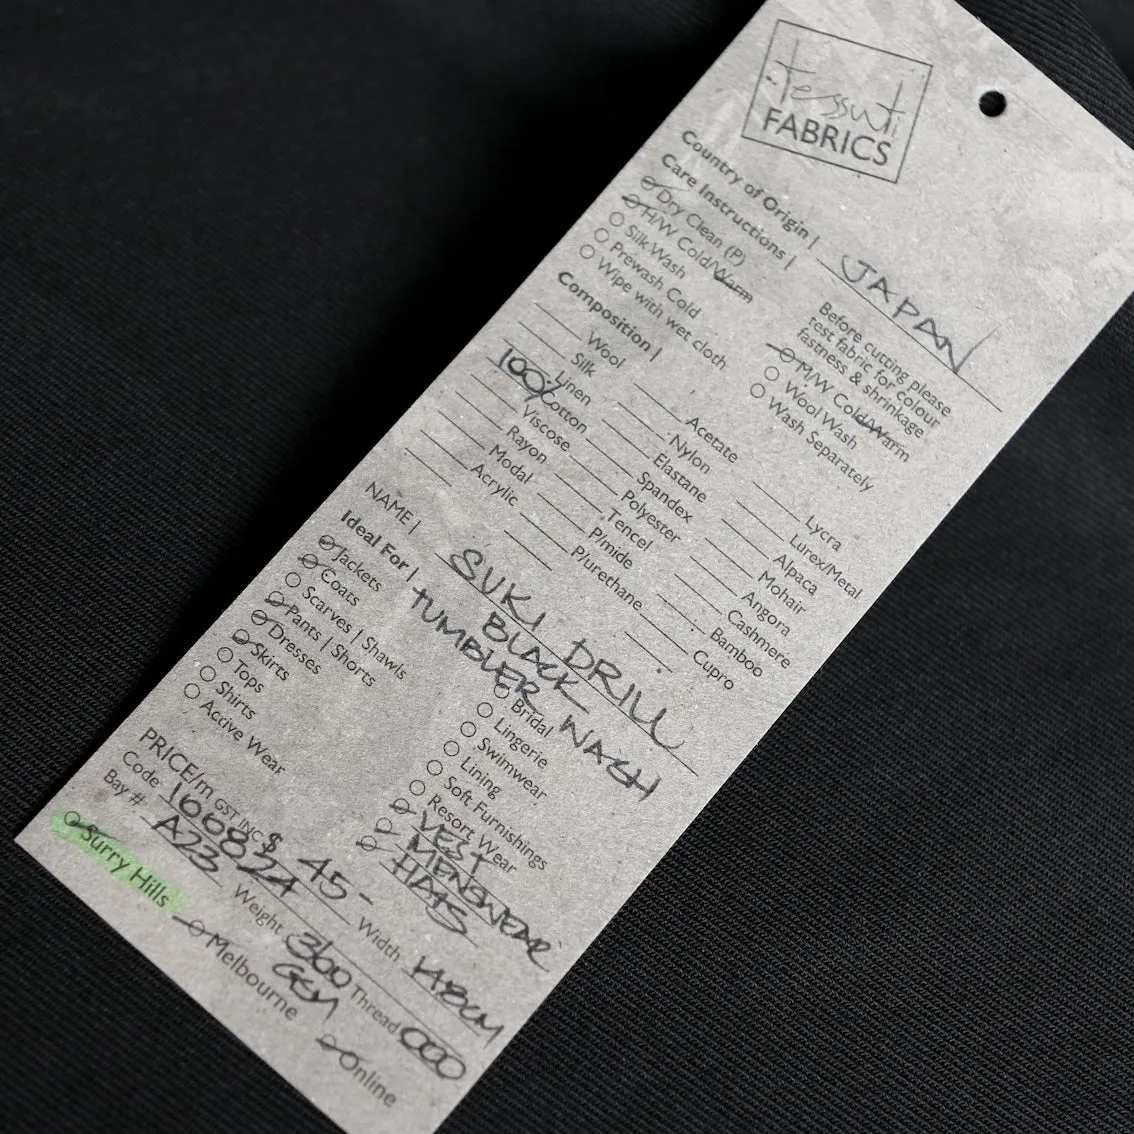 Tessuti
FABRICS
Country of Origin | JAPAN
Care Instructions |
Dry Clean (P)
H/W Cold/Warm
Silk Wash
Prewash Cold
Wipe with wet cloth
Before cutting please
test fabric for colour
fastness & shrinkage
M/W Cold/Warm
Wool Wash
Wash Separately
Composition |
Wool
Silk
Linen
100% Cotton
Viscose
Rayon
Modal
Acrylic
Acetate
Nylon
Elastane
Spandex
Polyester
Tencel
P/mide
P/urethane
Lycra
Lurex/Metal
Alpaca
Mohair
Angora
Cashmere
Bamboo
Cupro
NAME | SUKI DRILL
BLACK
TUMBLER WASH
Ideal For |
Jackets
Coats
Scarves | Shawls
Pants | Shorts
Dresses
Skirts
Tops
Shirts
Active Wear
Bridal
Lingerie
Swimwear
Lining
Soft Furnishings
Resort Wear
VEST
MENSWEAR
HATS
PRICE/m GST INC $ 45- Width 148CM
Code 1006824 Weight 360 GSM Thread 000
Bay # A23
Surry Hills
Melbourne
Online